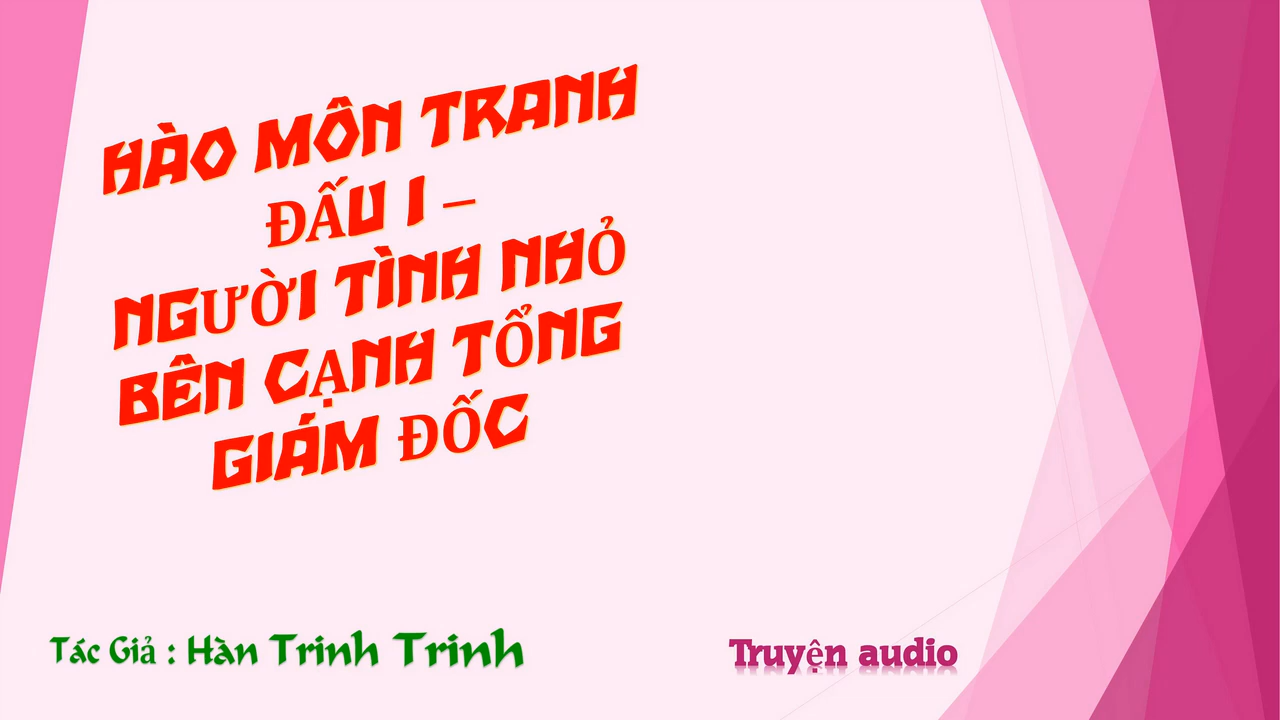 HÀO MÔN TRANH
ĐẤU I –
NGƯỜI TÌNH NHỎ
BÊN CẠNH TỔNG
GIÁM ĐỐC
Tác Giả : Hàn Trinh Trinh
Truyện audio